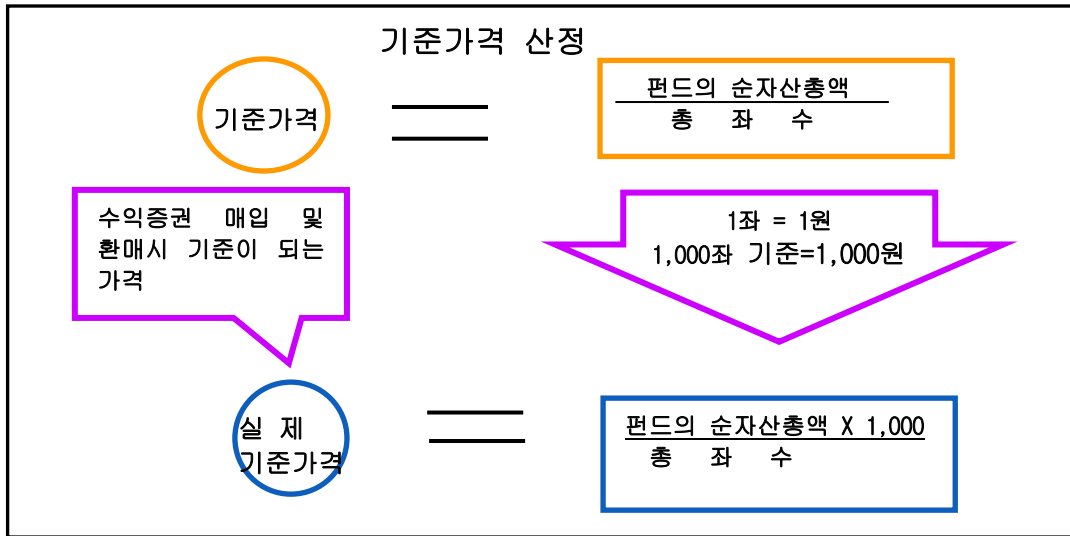 기준가격 산정
기준가격
펀드의 순자산총액
총 좌 수
수익증권 매입 및
환매시 기준이 되는
가격
1좌 = 1원
1,000좌 기준=1,000원
실 제
기준가격
펀드의 순자산총액 X 1,000
총 좌 수